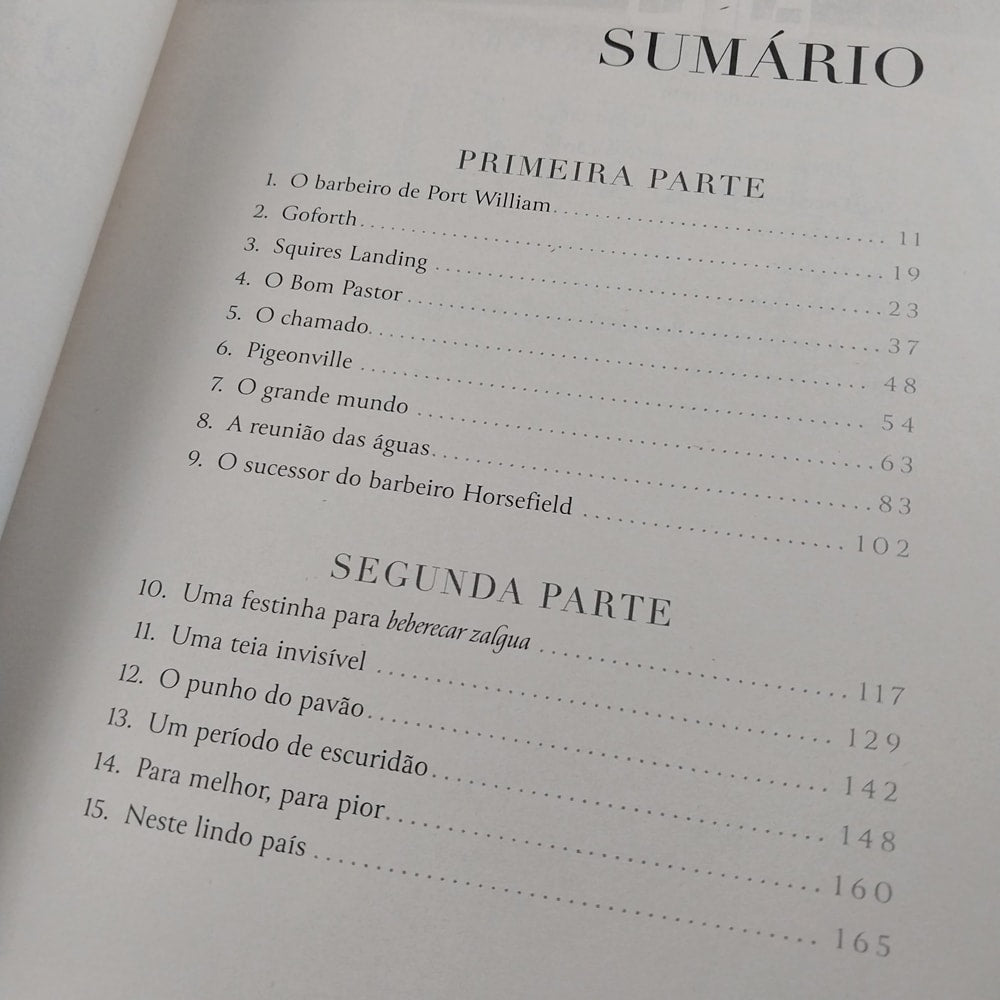 SUMÁRIO
PRIMEIRA PARTE
1. O barbeiro de Port William 11
2. Goforth 19
3. Squires Landing 23
4. O Bom Pastor 37
5. O chamado 48
6. Pigeonville 54
7. O grande mundo 63
8. A reunião das águas 83
9. O sucessor do barbeiro Horsefield 102
SEGUNDA PARTE
10. Uma festinha para beberecar zalgua 117
11. Uma teia invisível 129
12. O punho do pavão 142
13. Um período de escuridão 148
14. Para melhor, para pior 160
15. Neste lindo país 165